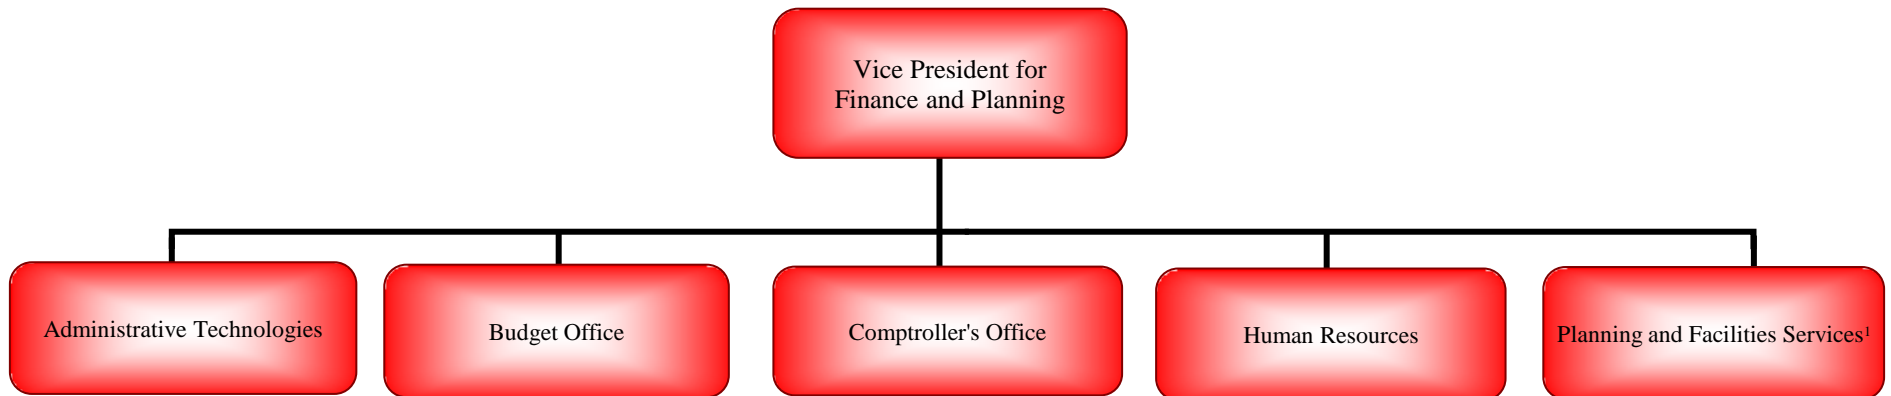 Vice President for
Finance and Planning
Administrative Technologies
Budget Office
Comptroller's Office
Human Resources
Planning and Facilities Services¹